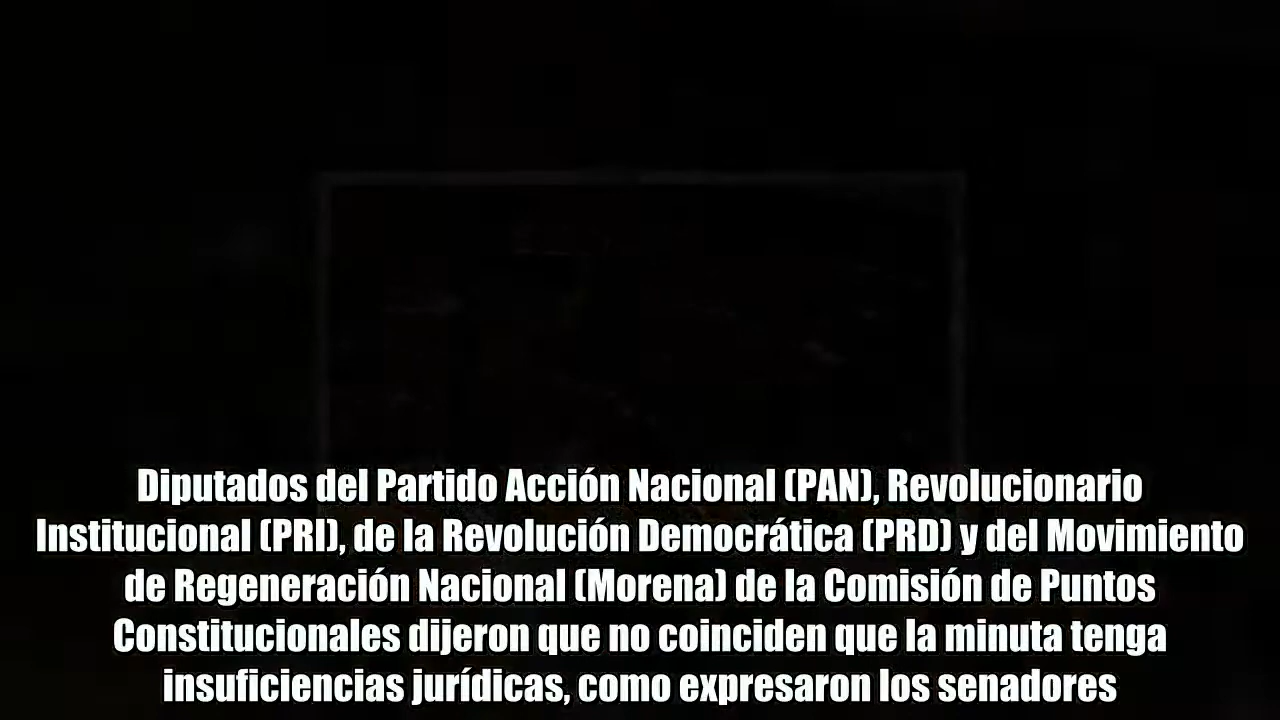 Diputados del Partido Acción Nacional (PAN), Revolucionario
Institucional (PRI), de la Revolución Democrática (PRD) y del Movimiento
de Regeneración Nacional (Morena) de la Comisión de Puntos
Constitucionales dijeron que no coinciden que la minuta tenga
insuficiencias jurídicas, como expresaron los senadores